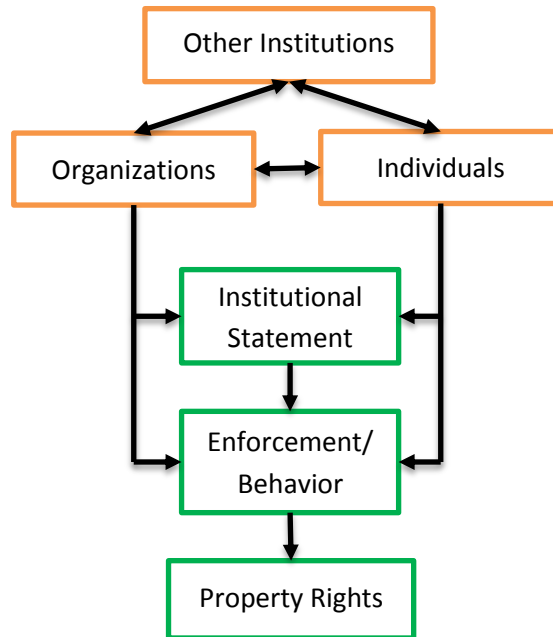 Other Institutions
Organizations
Individuals
Institutional
Statement
Enforcement/
Behavior
Property Rights